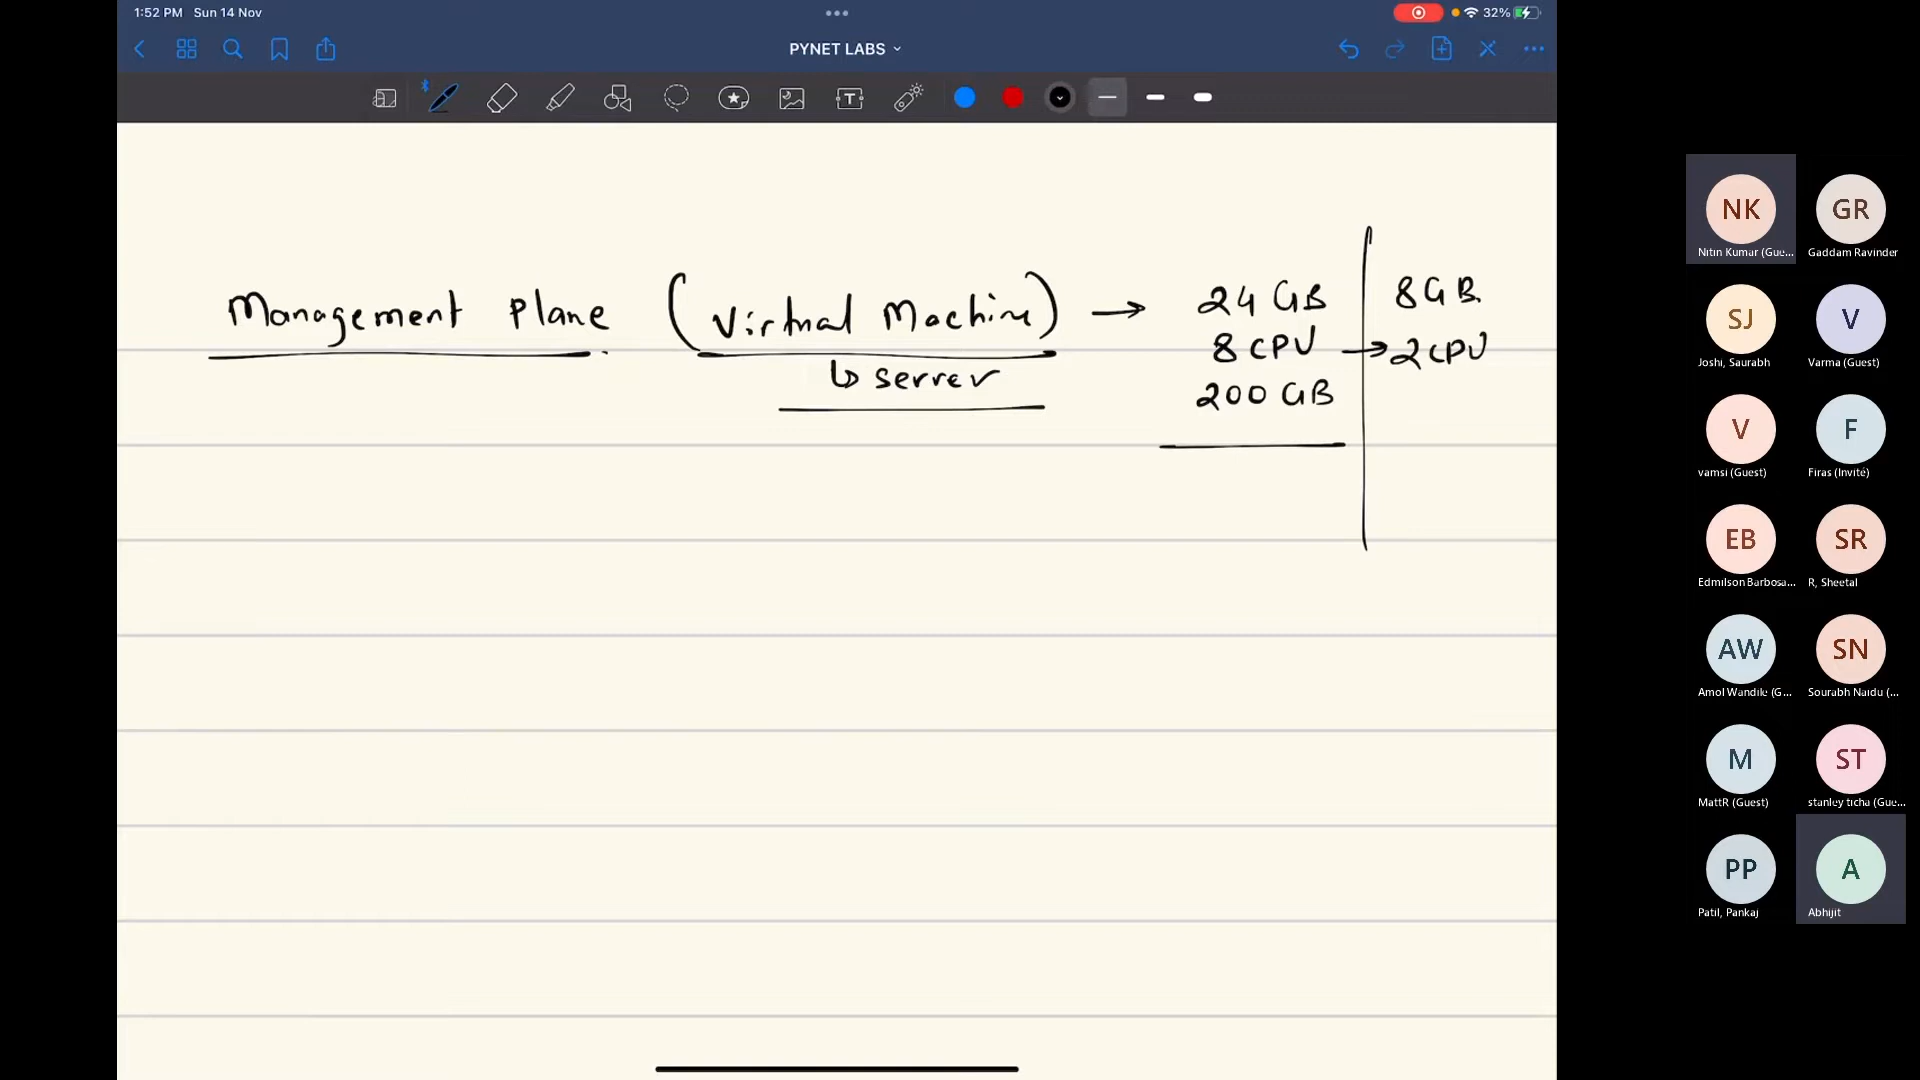 1:52 PM Sun 14 Nov
32%
PYNET LABS
Management Plane (Virtual Machine) → 24 GB 8GB.
8 CPU → 2 CPU
↳ server
200 GB
NK GR
Nitin Kumar (Gue... Gaddam Ravinder
SJ V
Joshi, Saurabh Varma (Guest)
V F
vamsi (Guest) Firas (Invité)
EB SR
Edmilson Barbosa... R, Sheetal
AW SN
Amol Wandile (G... Sourabh Naidu (...
M ST
MattR (Guest) stanley ticha (Gue...
PP A
Patil, Pankaj Abhijit